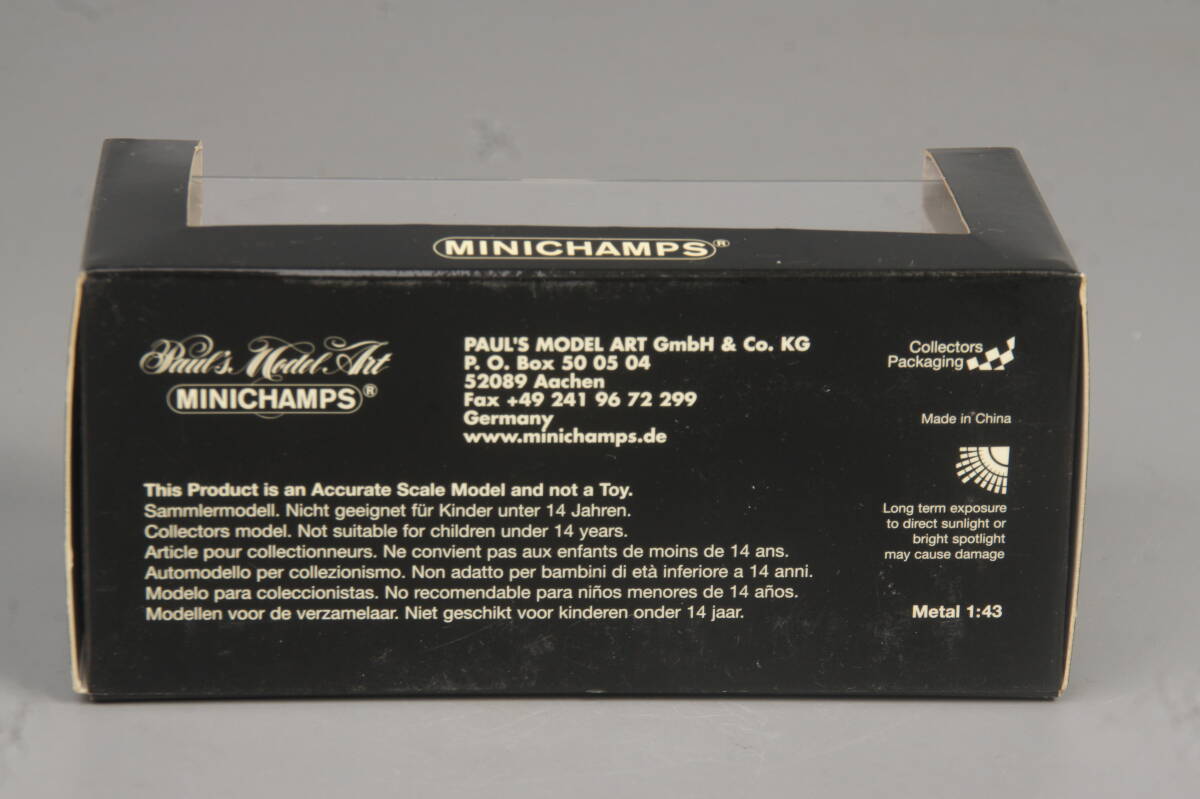 MINICHAMPS®
Paul's Model Art
MINICHAMPS®
PAUL'S MODEL ART GmbH & Co. KG
P. O. Box 50 05 04
52089 Aachen
Fax +49 241 96 72 299
Germany
www.minichamps.de
Collectors
Packaging
Made in China
Long term exposure
to direct sunlight or
bright spotlight
may cause damage
Metal 1:43
This Product is an Accurate Scale Model and not a Toy.
Sammlermodell. Nicht geeignet für Kinder unter 14 Jahren.
Collectors model. Not suitable for children under 14 years.
Article pour collectionneurs. Ne convient pas aux enfants de moins de 14 ans.
Automodello per collezionismo. Non adatto per bambini di età inferiore a 14 anni.
Modelo para coleccionistas. No recomendable para niños menores de 14 años.
Modellen voor de verzamelaar. Niet geschikt voor kinderen onder 14 jaar.